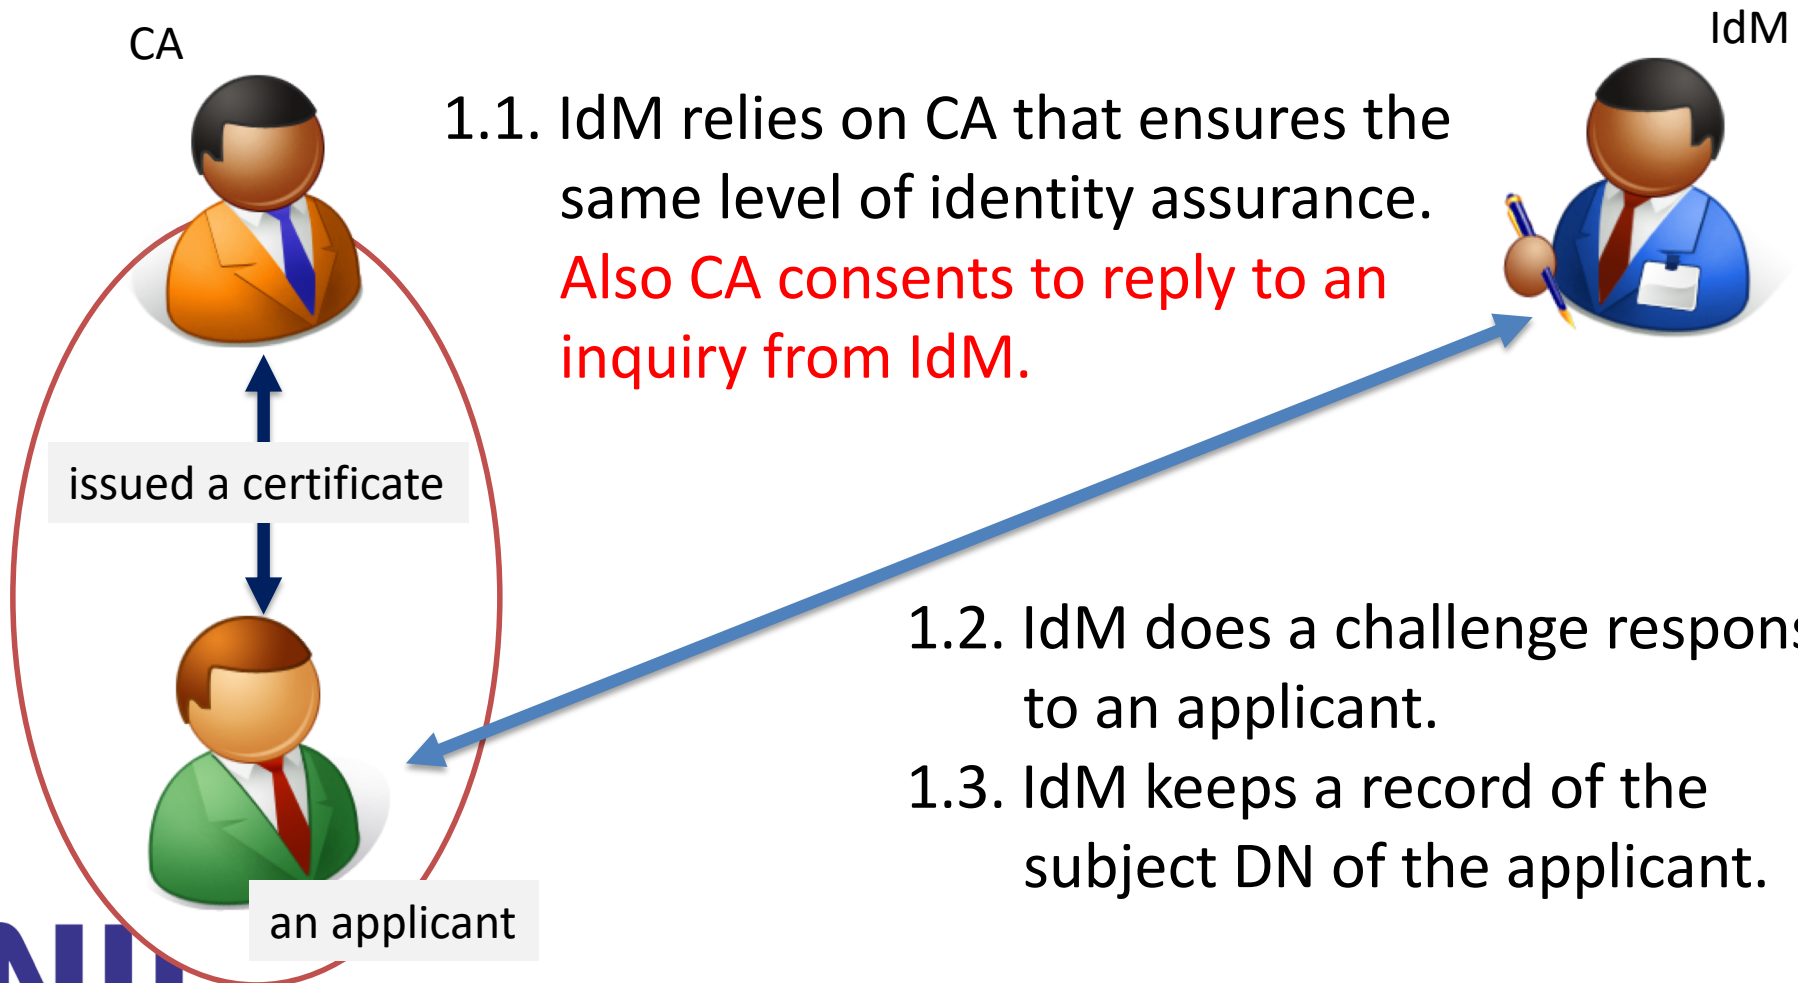 CA
IdM
1.1. IdM relies on CA that ensures the
same level of identity assurance.
Also CA consents to reply to an
inquiry from IdM.
issued a certificate
1.2. IdM does a challenge respons
to an applicant.
1.3. IdM keeps a record of the
subject DN of the applicant.
an applicant